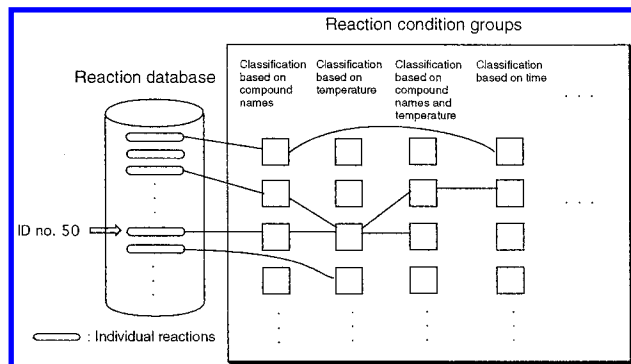 Reaction condition groups
Reaction database
Classification
based on
compound
names
Classification
based on
temperature
Classification
based on
compound
names and
temperature
Classification
based on time
. . .
. . .
ID no. 50
: Individual reactions